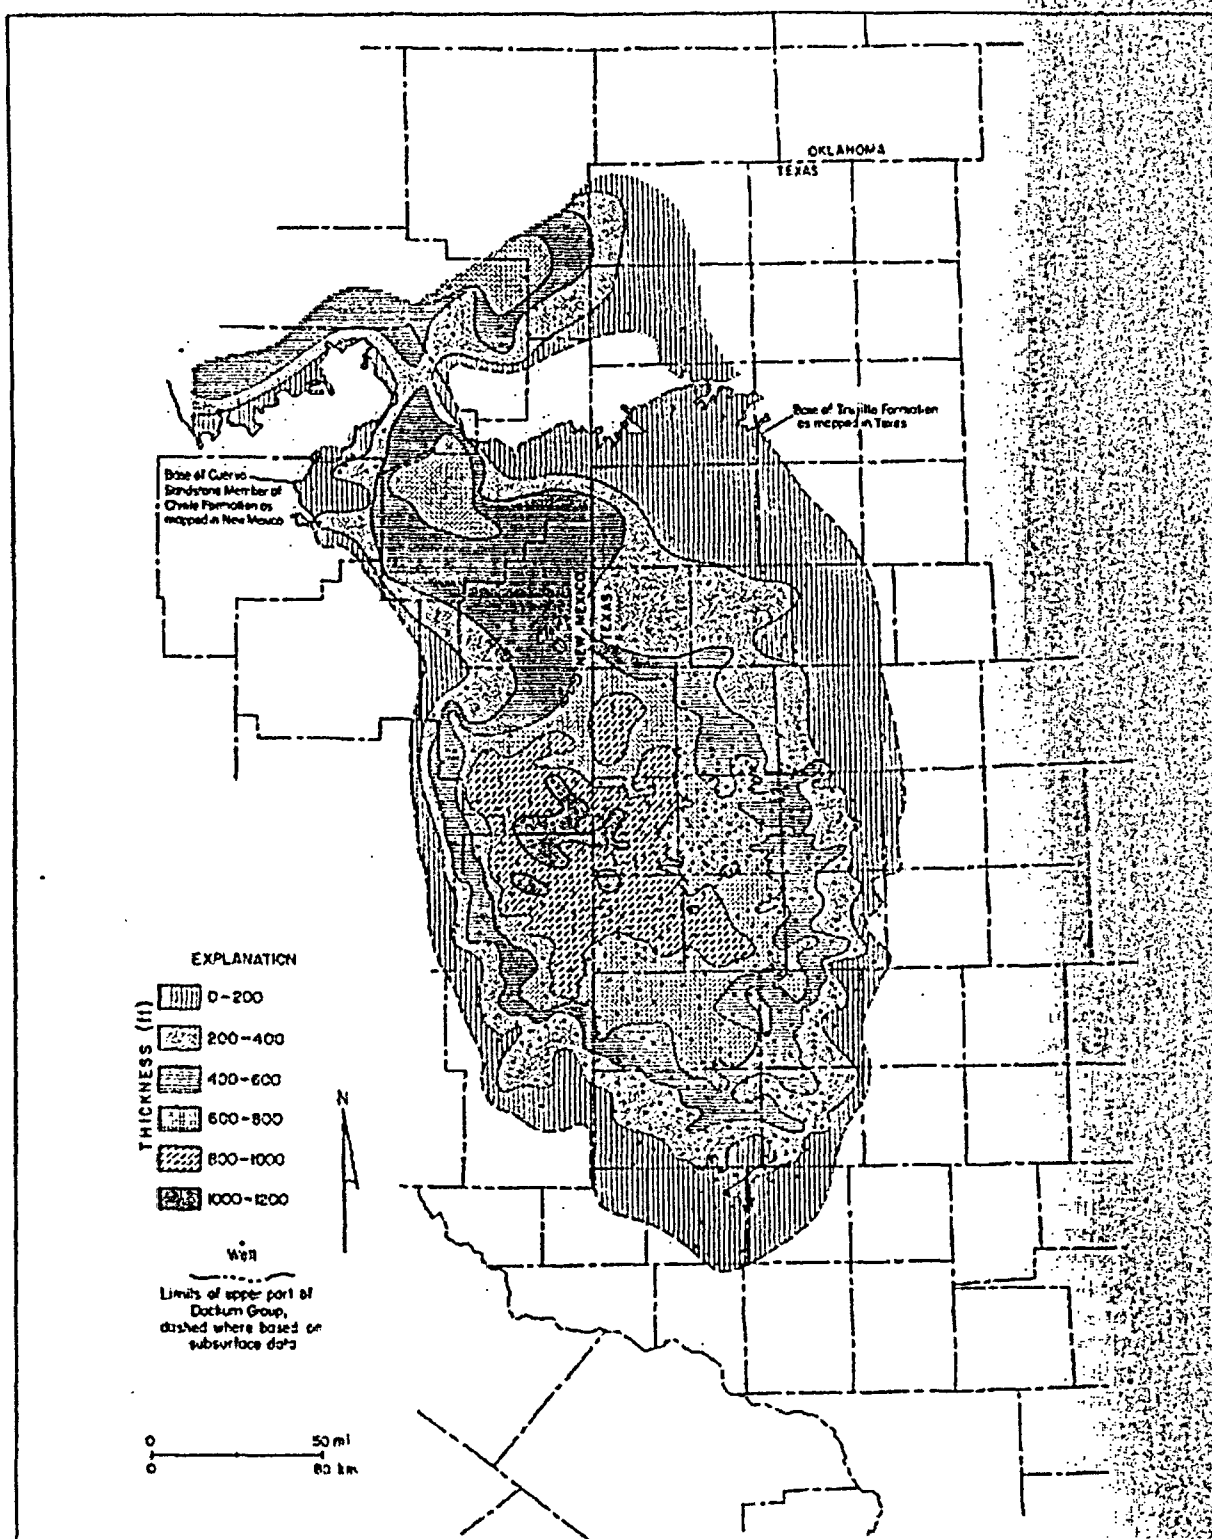 OKLAHOMA
TEXAS
Base of Trujillo Formation
as mapped in Texas
Base of Cuervo
Sandstone Member of
Chinle Formation as
mapped in New Mexico
NEW MEXICO
TEXAS
EXPLANATION
THICKNESS (ft)
0-200
200-400
400-600
600-800
800-1000
1000-1200
N
Well
Limits of upper part of
Dockum Group,
dashed where based on
subsurface data
0 50 mi
0 80 km